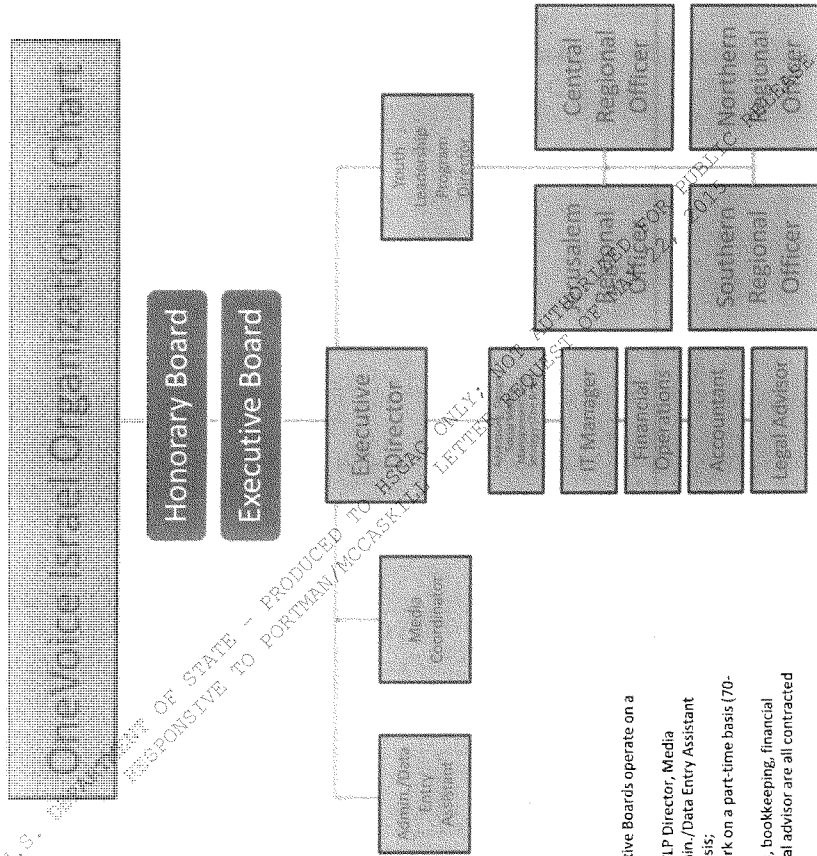 OneVoice Israel Organizational Chart
Honorary Board
Executive Board
Executive
Director
Admin./Data
Entry
Assistant
Media
Coordinator
Youth
Leadership
Program
Director
IT Manager
Financial
Operations
Accountant
Legal Advisor
Jerusalem
Regional
Officer
Central
Regional
Officer
Southern
Regional
Officer
Northern
Regional
Officer
tive Boards operate on a
LP Director, Media
in./Data Entry Assistant
sis;
rk on a part-time basis (70-
, bookkeeping, financial
al advisor are all contracted
U.S. DEPARTMENT OF STATE – PRODUCED TO HSGAC ONLY; NOT AUTHORIZED FOR PUBLIC RELEASE
RESPONSIVE TO PORTMAN/MCCASKILL LETTER REQUEST OF 22, 2015